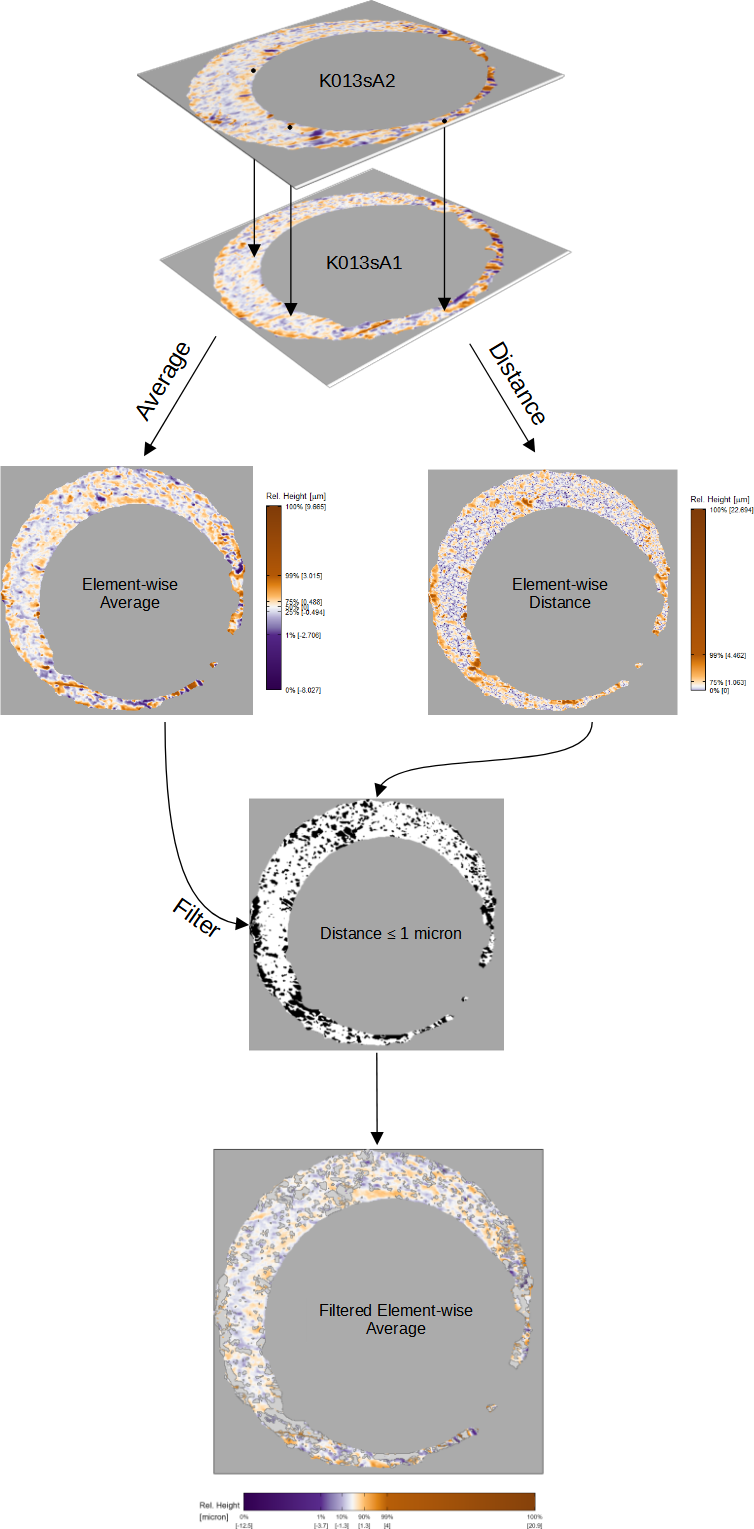 K013sA2
K013sA1
Average
Distance
Rel. Height [µm]
100% [9.665]
99% [3.015]
75% [0.488]
25% [-0.494]
1% [-2.706]
0% [-8.027]
Element-wise
Average
Rel. Height [µm]
100% [22.694]
99% [4.462]
75% [1.063]
0% [0]
Element-wise
Distance
Filter
Distance ≤ 1 micron
Filtered Element-wise
Average
Rel. Height
[micron]
0% 1% 10% 90% 99% 100%
[-12.5] [-3.7] [-1.3] [1.3] [4] [20.9]